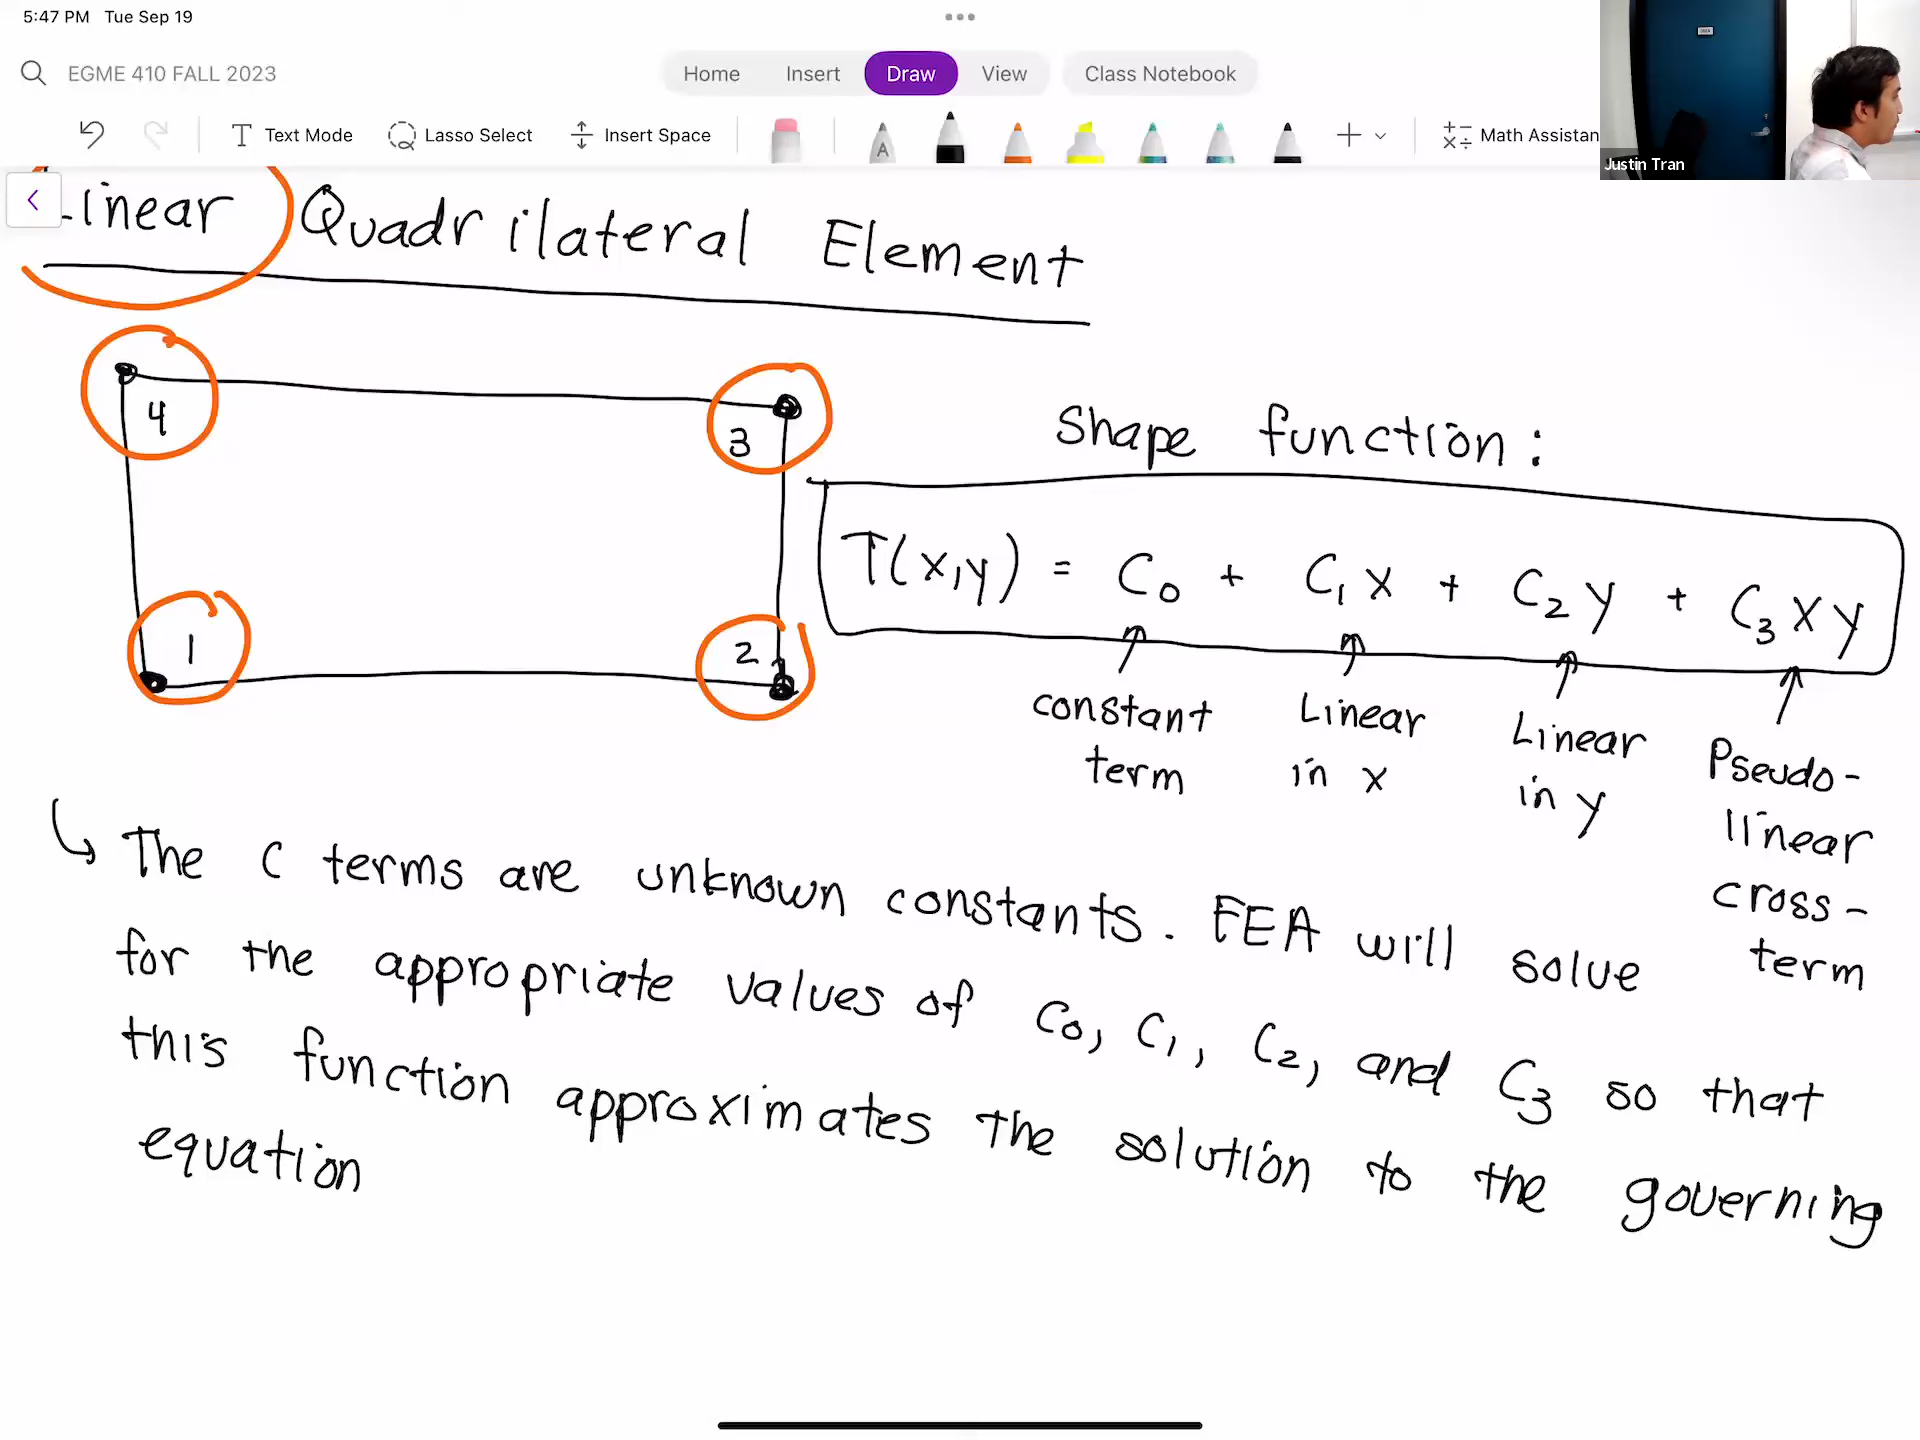 5:47 PM Tue Sep 19
EGME 410 FALL 2023
Home Insert Draw View Class Notebook
Text Mode Lasso Select Insert Space A Math Assistan
Justin Tran
Linear Quadrilateral Element
4
3
1
2
Shape function:
T(x,y) = C₀ + C₁x + C₂y + C₃xy
constant term
Linear in x
Linear in y
Pseudo-
linear
cross-
term
The C terms are unknown constants. FEA will solve
for the appropriate values of C₀, C₁, C₂, and C₃ so that
this function approximates the solution to the governing
equation